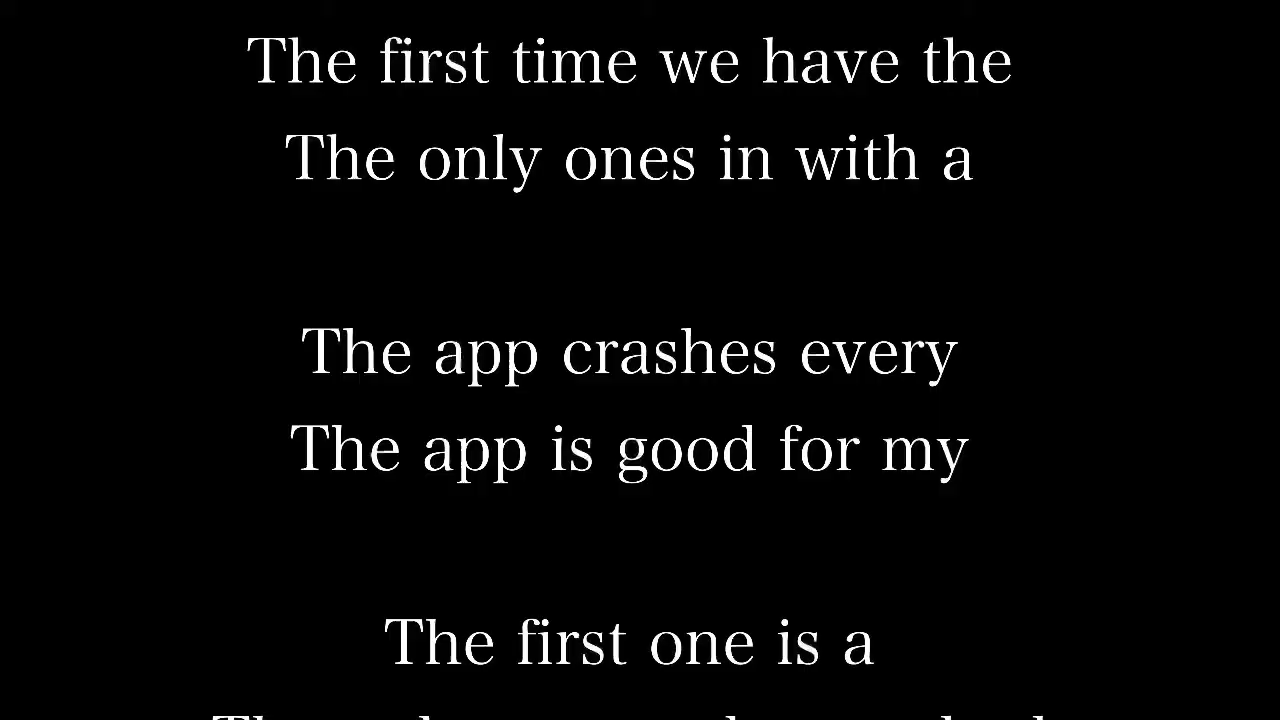 The first time we have the
The only ones in with a
The app crashes every
The app is good for my
The first one is a